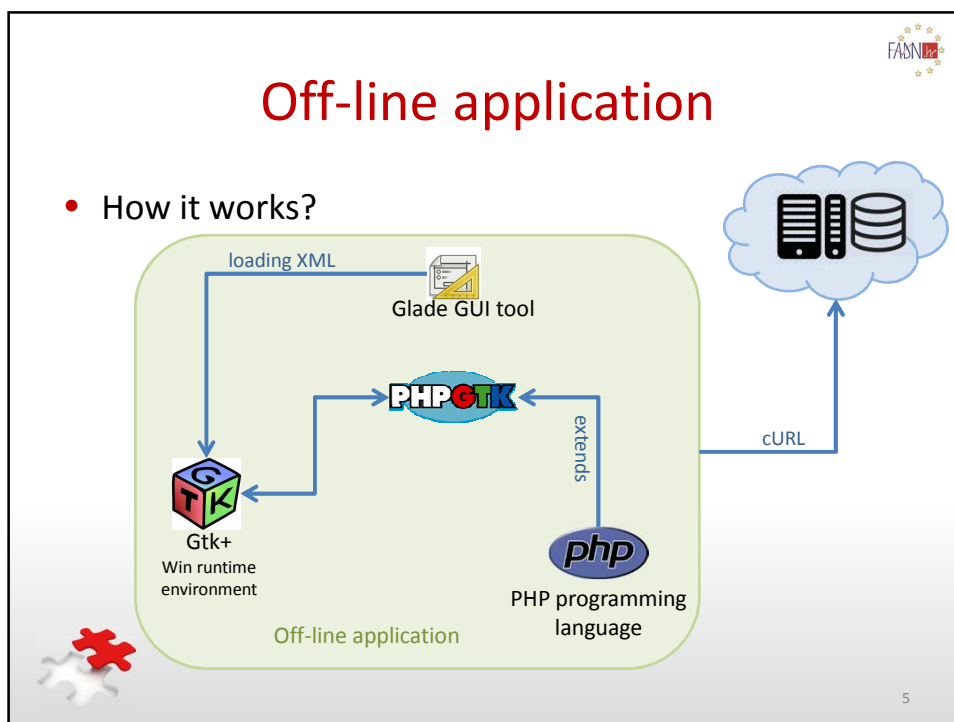 FADN hr
Off-line application
• How it works?
loading XML
Glade GUI tool
PHPGTK
extends
cURL
G
T K
Gtk+
Win runtime
environment
php
PHP programming
language
Off-line application
5